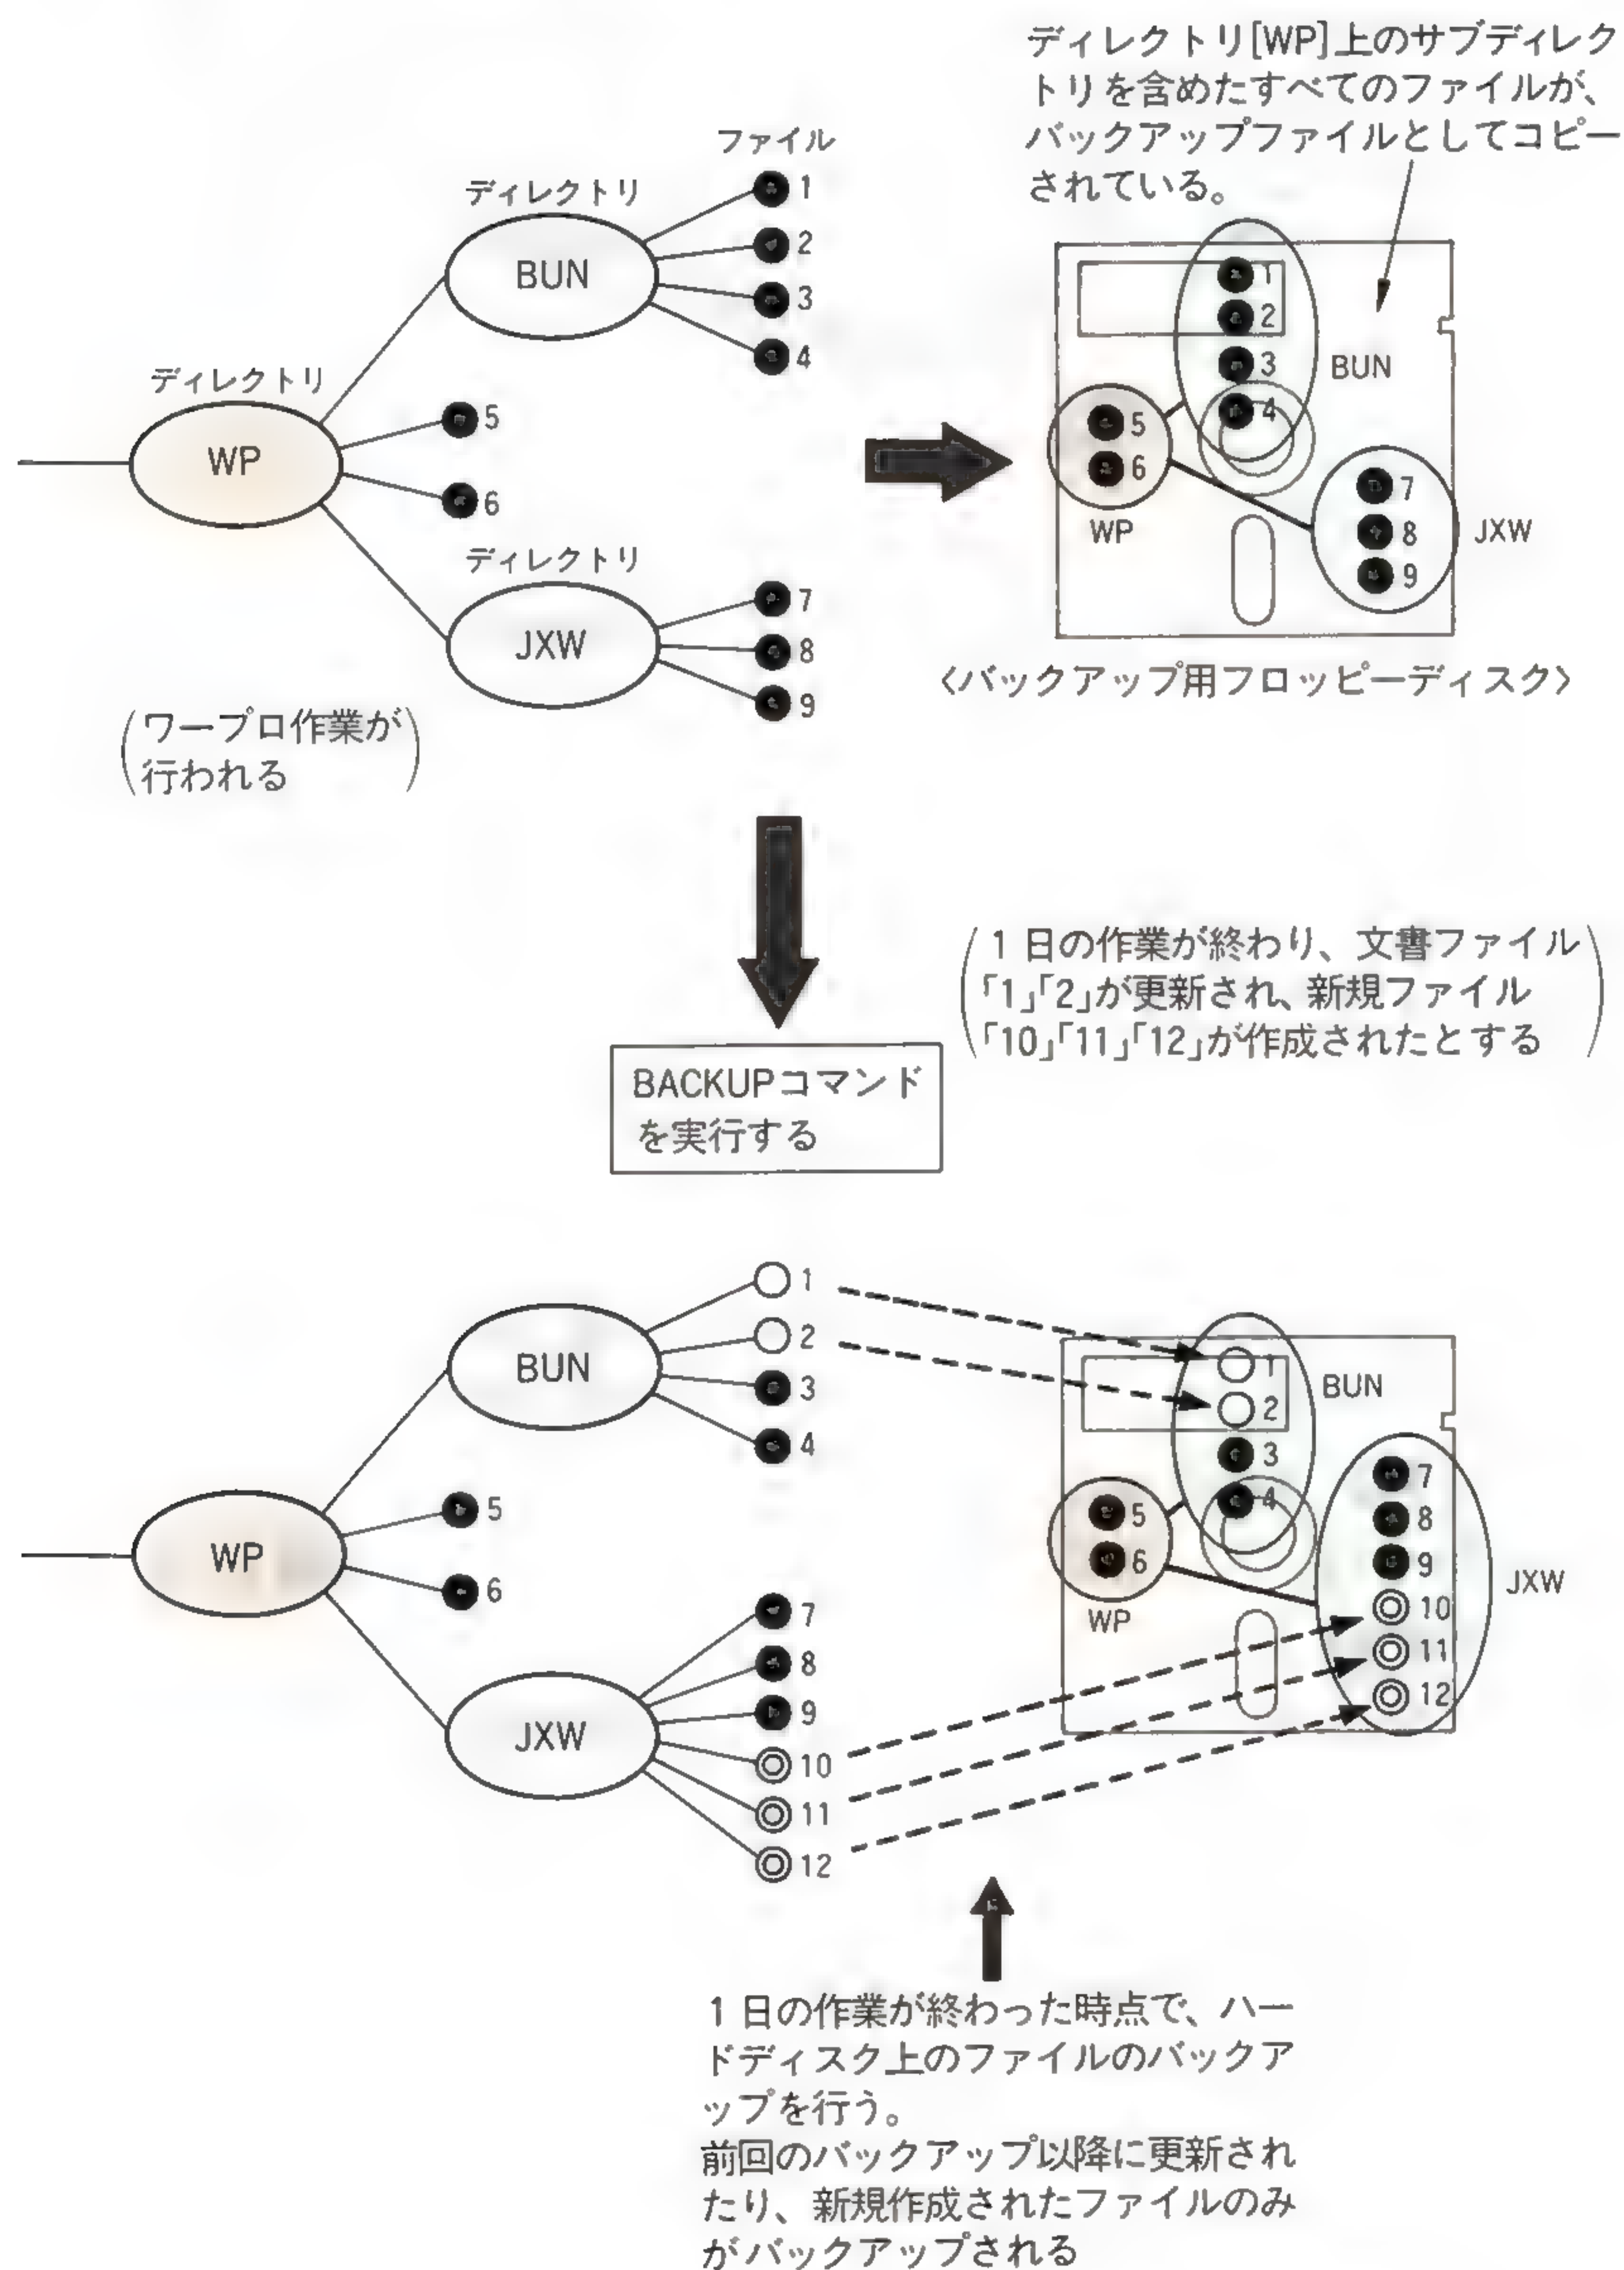 ディレクトリ[WP]上のサブディレク
トリを含めたすべてのファイルが、
バックアップファイルとしてコピー
されている。
ファイル
ディレクトリ
BUN
1
2
3
4
ディレクトリ
WP
5
6
ディレクトリ
JXW
7
8
9
1
2
3
4
BUN
5
6
WP
7
8
9
JXW
〈バックアップ用フロッピーディスク〉
(ワープロ作業が
行われる)
(1日の作業が終わり、文書ファイル
「1」「2」が更新され、新規ファイル
「10」「11」「12」が作成されたとする)
BACKUPコマンド
を実行する
BUN
1
2
3
4
WP
5
6
JXW
7
8
9
10
11
12
1
2
3
4
BUN
5
6
WP
7
8
9
10
11
12
JXW
1日の作業が終わった時点で、ハー
ドディスク上のファイルのバックア
ップを行う。
前回のバックアップ以降に更新され
たり、新規作成されたファイルのみ
がバックアップされる